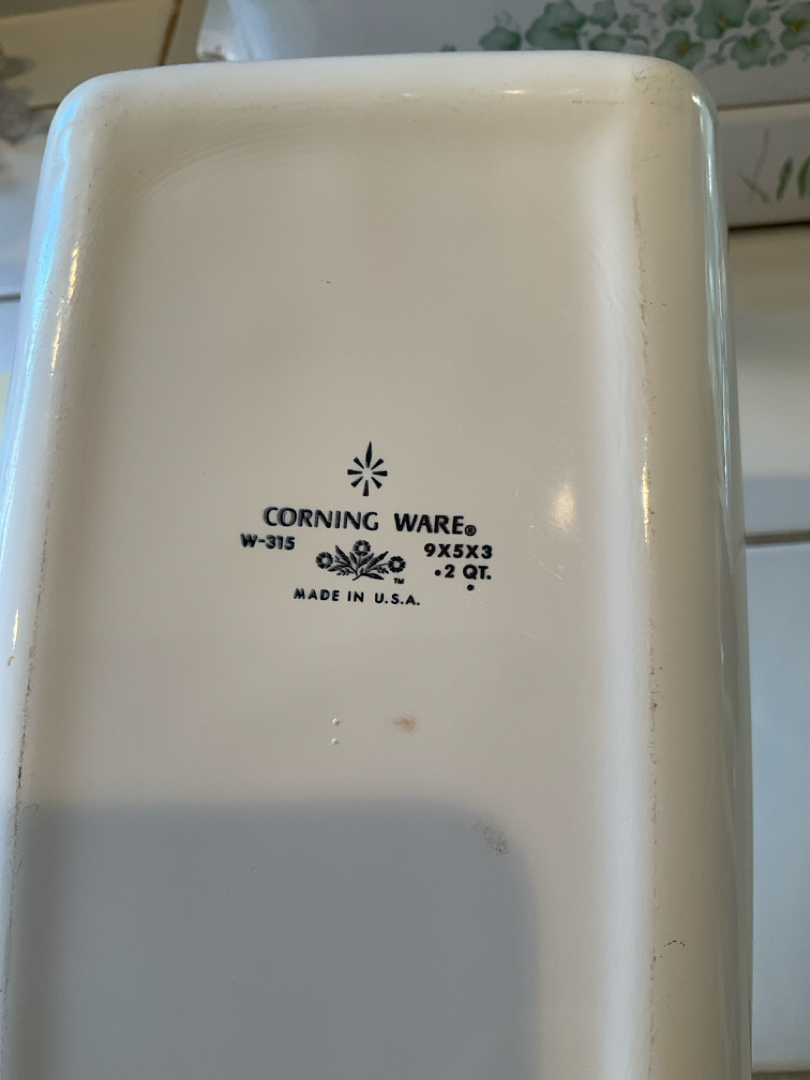 CORNING WARE®
W-315 9X5X3
•2 QT.
TM
MADE IN U.S.A.